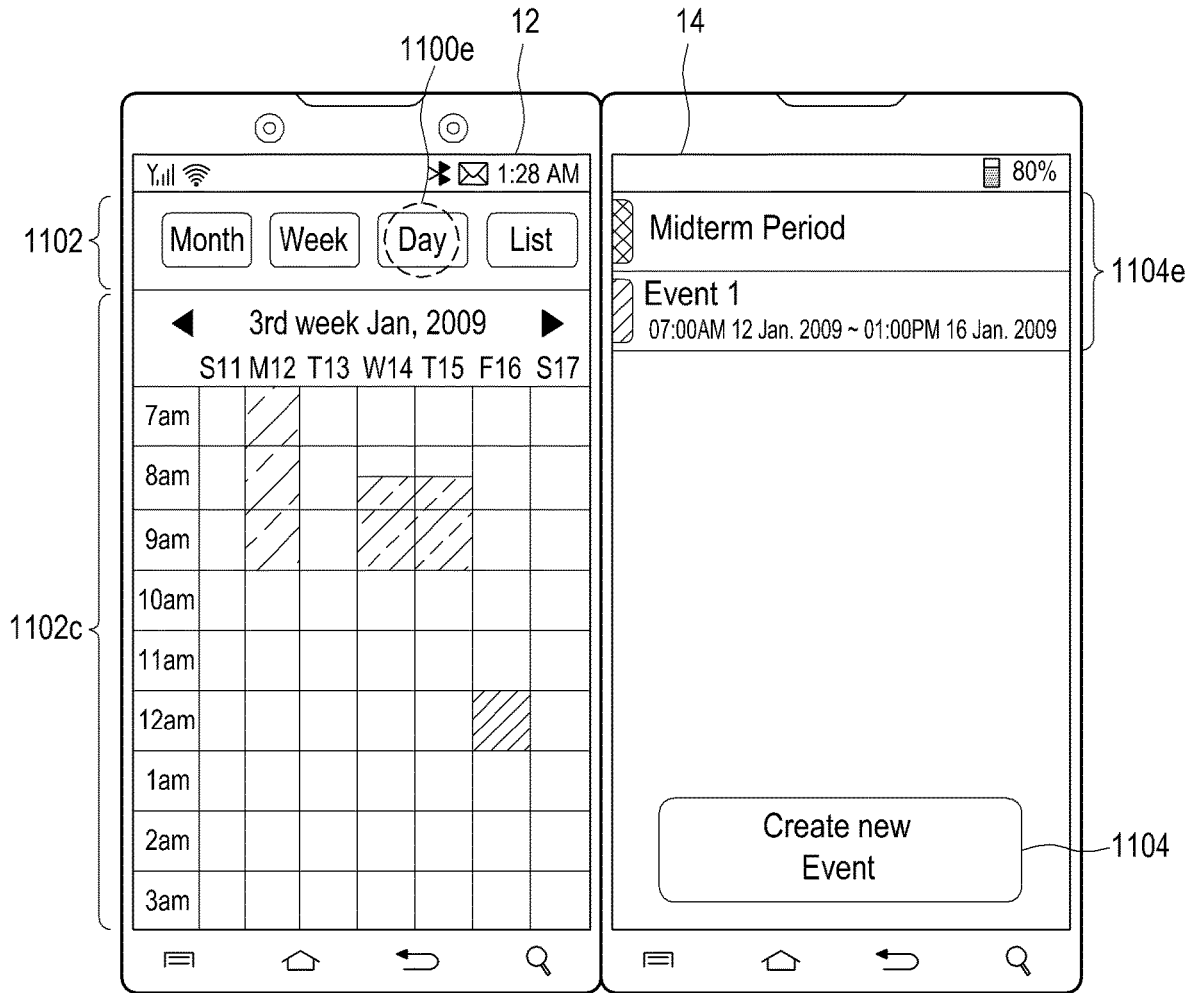 12
14
1100e
1:28 AM
80%
1102
Month Week Day List
Midterm Period
1104e
Event 1
07:00AM 12 Jan. 2009 ~ 01:00PM 16 Jan. 2009
3rd week Jan, 2009
S11 M12 T13 W14 T15 F16 S17
7am
8am
9am
10am
1102c
11am
12am
1am
2am
3am
Create new
Event
1104